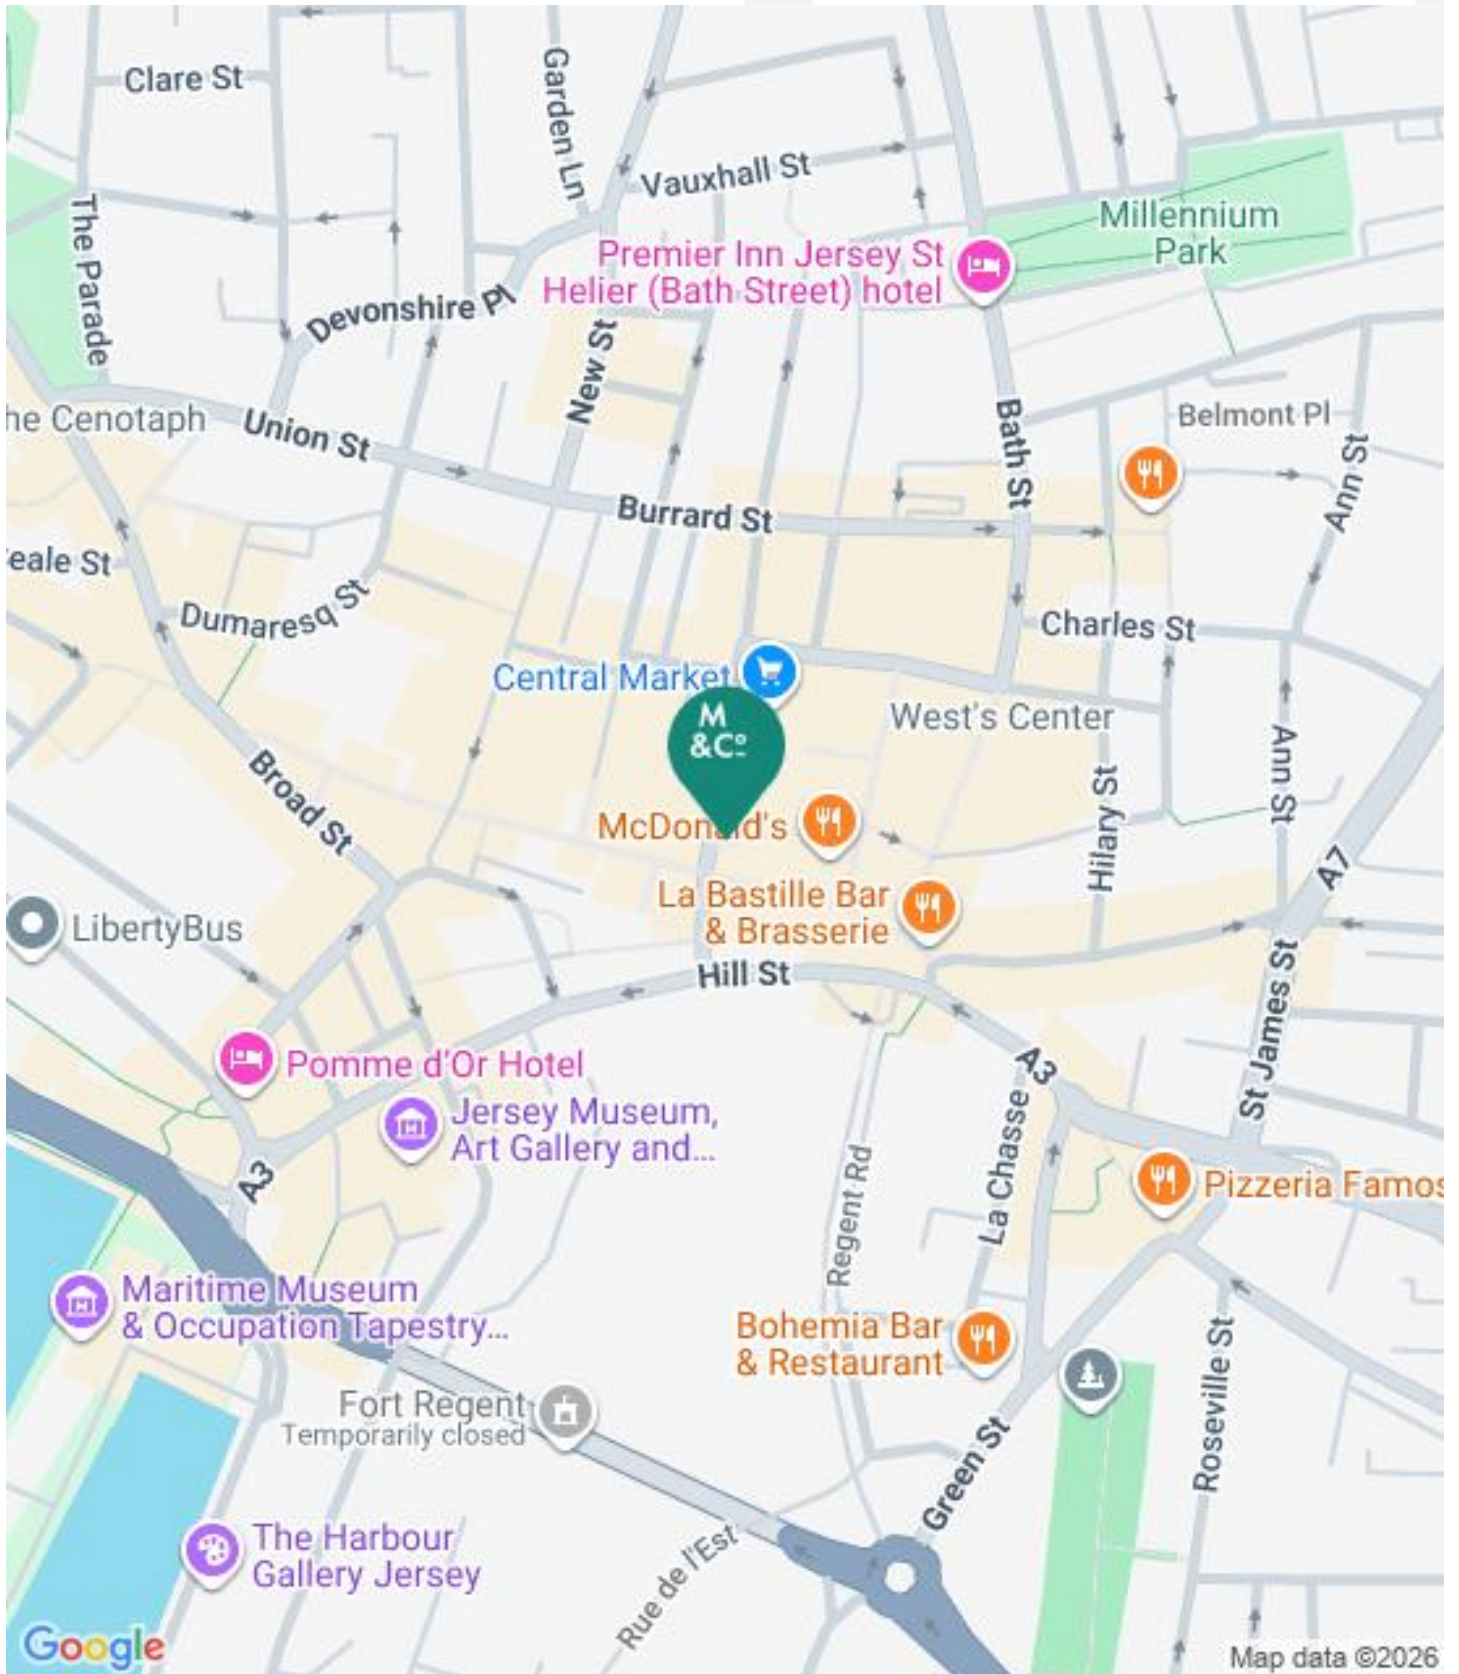 Clare St
Garden Ln
Vauxhall St
The Parade
Millennium
Park
Premier Inn Jersey St
Helier (Bath Street) hotel
Devonshire Pl
New St
he Cenotaph
Union St
Bath St
Belmont Pl
Ann St
Burrard St
eale St
Dumaresq St
Charles St
Central Market
M
&Co
West's Center
Broad St
Ann St
Hilary St
McDonald's
A7
La Bastille Bar
& Brasserie
LibertyBus
Hill St
St James St
Pomme d'Or Hotel
A3
Jersey Museum,
Art Gallery and...
La Chasse
Regent Rd
A3
Pizzeria Famos
Maritime Museum
& Occupation Tapestry...
Bohemia Bar
& Restaurant
Roseville St
Fort Regent
Temporarily closed
Green St
The Harbour
Gallery Jersey
Rue de l'Est
Google
Map data ©2026